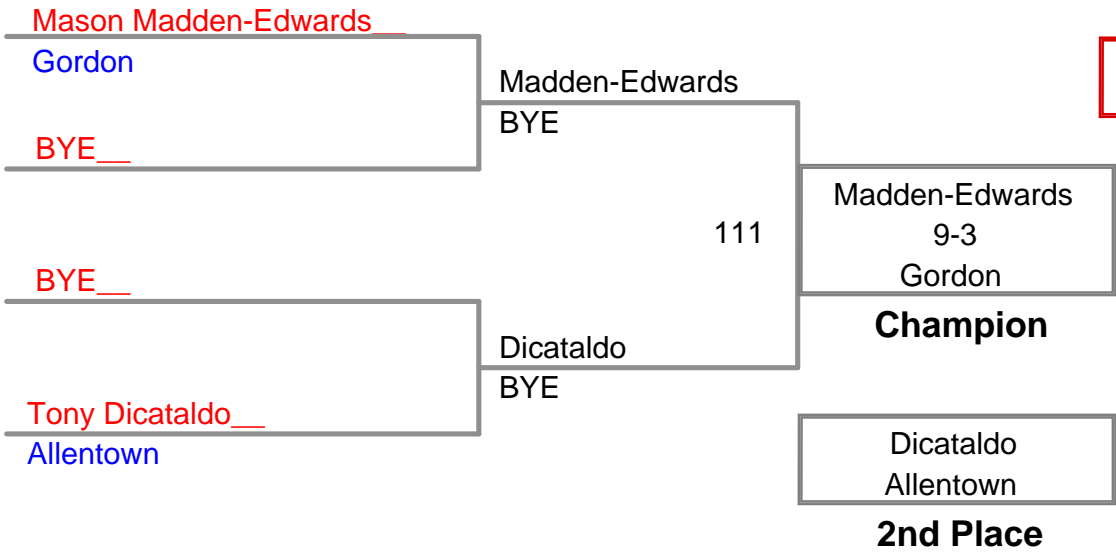 Mason Madden-Edwards__
Gordon
BYE__
Madden-Edwards
BYE
BYE__
Tony Dicataldo__
Allentown
Dicataldo
BYE
111
Madden-Edwards
9-3
Gordon
Champion
Dicataldo
Allentown
2nd Place